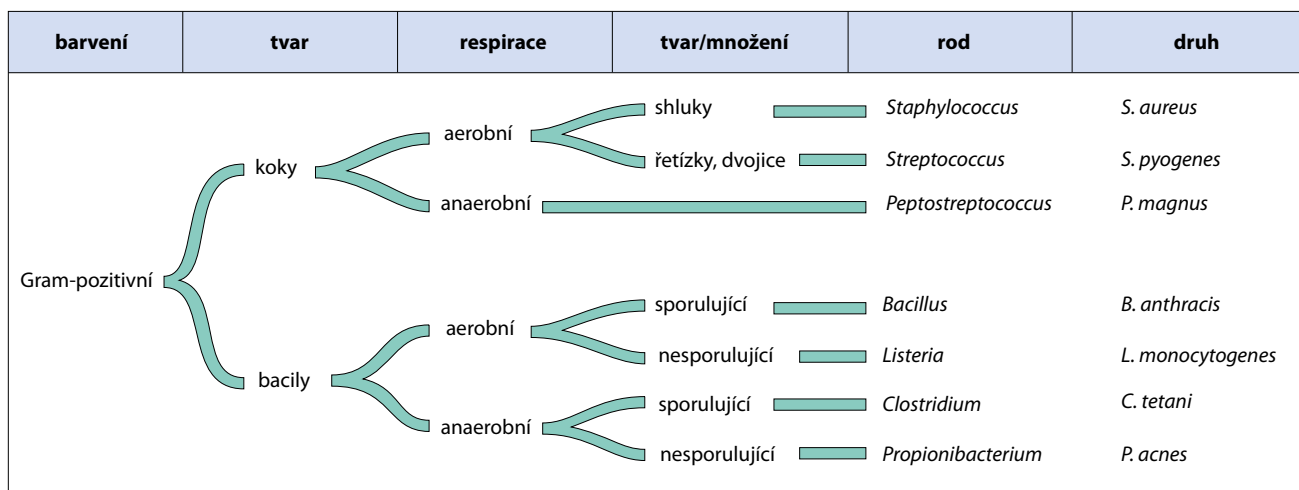 barvení tvar respirace tvar/množení rod druh
shluky Staphylococcus S. aureus
aerobní
řetízky, dvojice Streptococcus S. pyogenes
koky
anaerobní Peptostreptococcus P. magnus
Gram-pozitivní
sporulující Bacillus B. anthracis
aerobní
nesporulující Listeria L. monocytogenes
bacily
sporulující Clostridium C. tetani
anaerobní
nesporulující Propionibacterium P. acnes